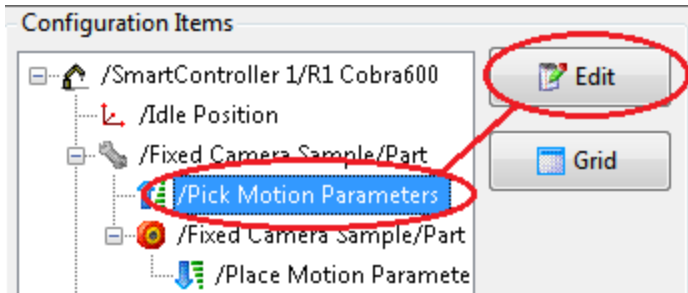 Configuration Items
/SmartController 1/R1 Cobra600
Edit
/Idle Position
/Fixed Camera Sample/Part
Grid
/Pick Motion Parameters
/Fixed Camera Sample/Part
/Place Motion Paramete